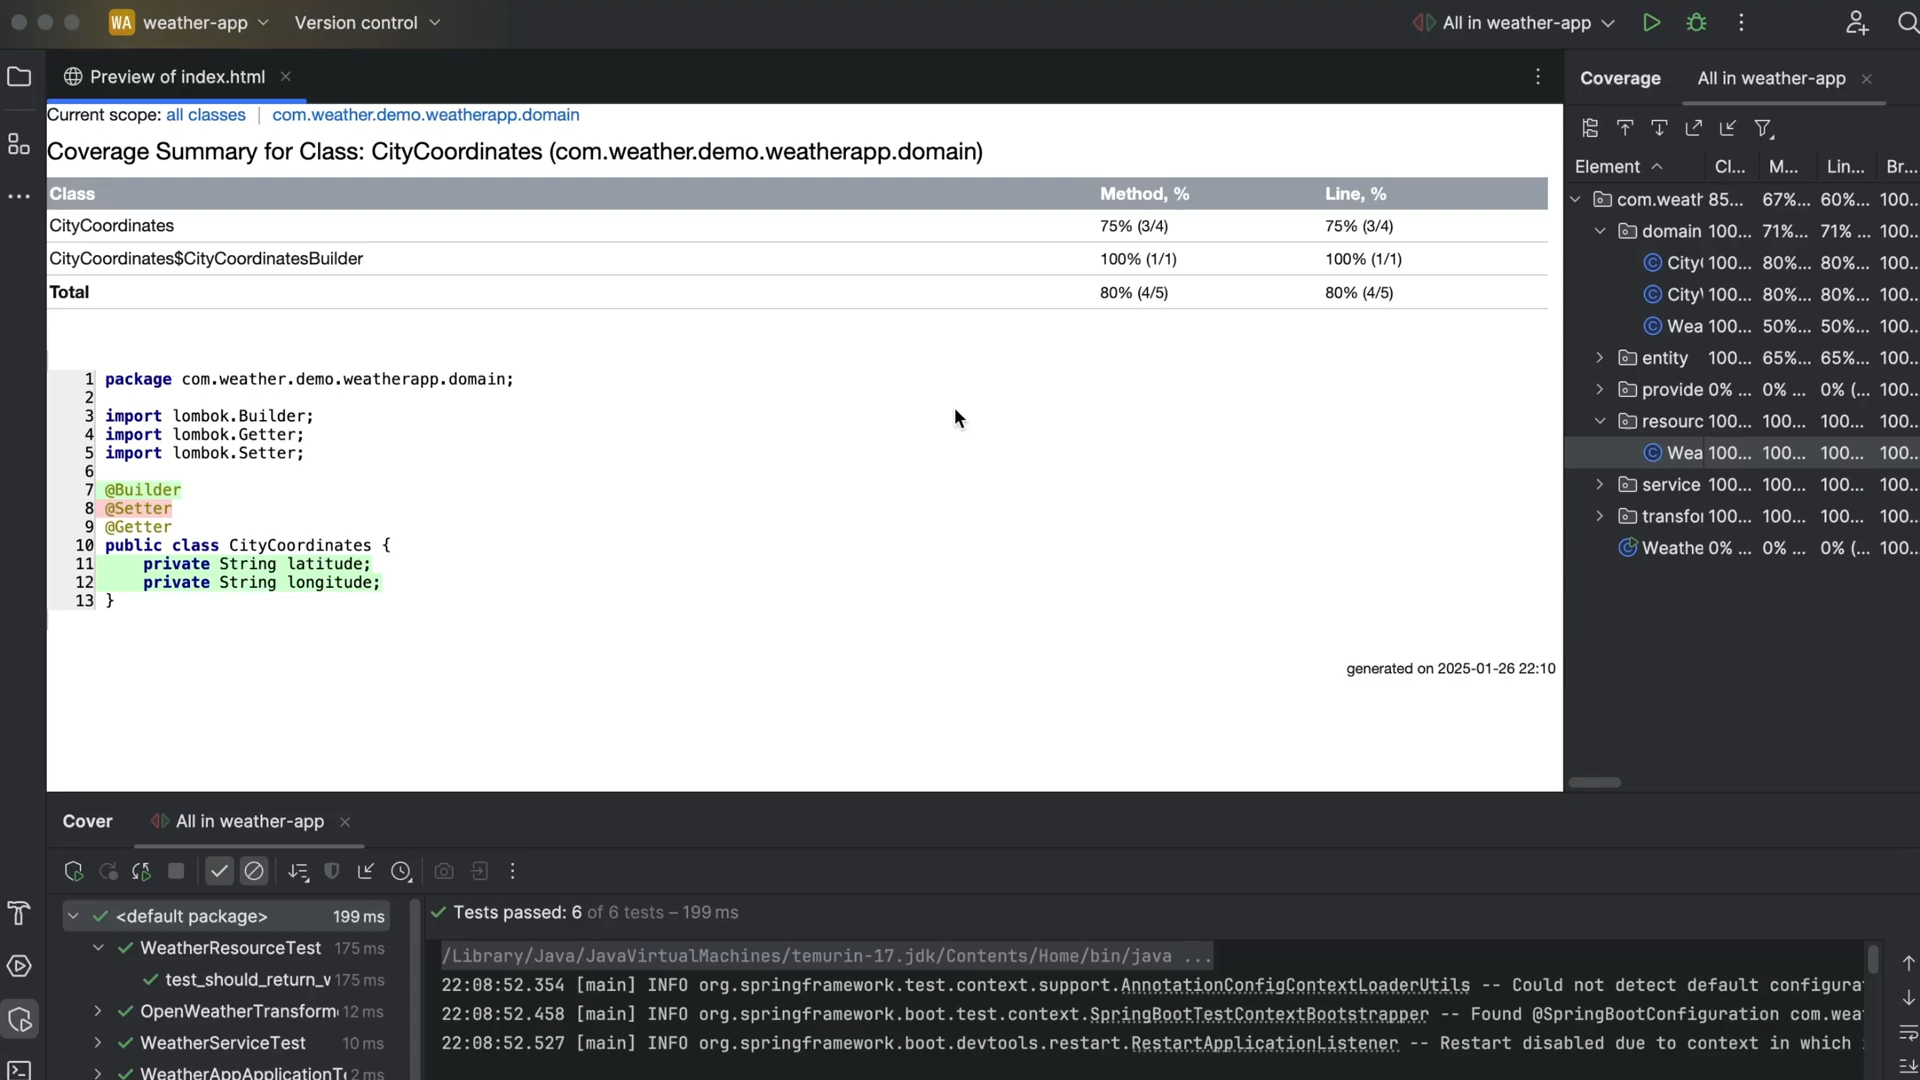 WA weather-app Version control All in weather-app
Preview of index.html
Coverage All in weather-app
Current scope: all classes | com.weather.demo.weatherapp.domain
Coverage Summary for Class: CityCoordinates (com.weather.demo.weatherapp.domain)
Class Method, % Line, %
CityCoordinates 75% (3/4) 75% (3/4)
CityCoordinates$CityCoordinatesBuilder 100% (1/1) 100% (1/1)
Total 80% (4/5) 80% (4/5)
1 package com.weather.demo.weatherapp.domain;
2
3 import lombok.Builder;
4 import lombok.Getter;
5 import lombok.Setter;
6
7 @Builder
8 @Setter
9 @Getter
10 public class CityCoordinates {
11 private String latitude;
12 private String longitude;
13 }
generated on 2025-01-26 22:10
Element Cl... M... Lin... Br...
com.weath 85... 67%... 60%... 100...
domain 100... 71%... 71% ... 100...
City 100... 80%... 80%... 100...
City 100... 80%... 80%... 100...
Wea 100... 50%... 50%... 100...
entity 100... 65%... 65%... 100...
provide 0% ... 0% ... 0% (... 100...
resourc 100... 100... 100... 100...
Wea 100... 100... 100... 100...
service 100... 100... 100... 100...
transfor 100... 100... 100... 100...
Weathe 0% ... 0% ... 0% (... 100...
Cover All in weather-app
<default package> 199 ms
WeatherResourceTest 175 ms
test_should_return_v 175 ms
OpenWeatherTransform 12 ms
WeatherServiceTest 10 ms
WeatherAppApplicationTe 2 ms
Tests passed: 6 of 6 tests – 199 ms
/Library/Java/JavaVirtualMachines/temurin-17.jdk/Contents/Home/bin/java ...
22:08:52.354 [main] INFO org.springframework.test.context.support.AnnotationConfigContextLoaderUtils -- Could not detect default configura
22:08:52.458 [main] INFO org.springframework.boot.test.context.SpringBootTestContextBootstrapper -- Found @SpringBootConfiguration com.wea
22:08:52.527 [main] INFO org.springframework.boot.devtools.restart.RestartApplicationListener -- Restart disabled due to context in which